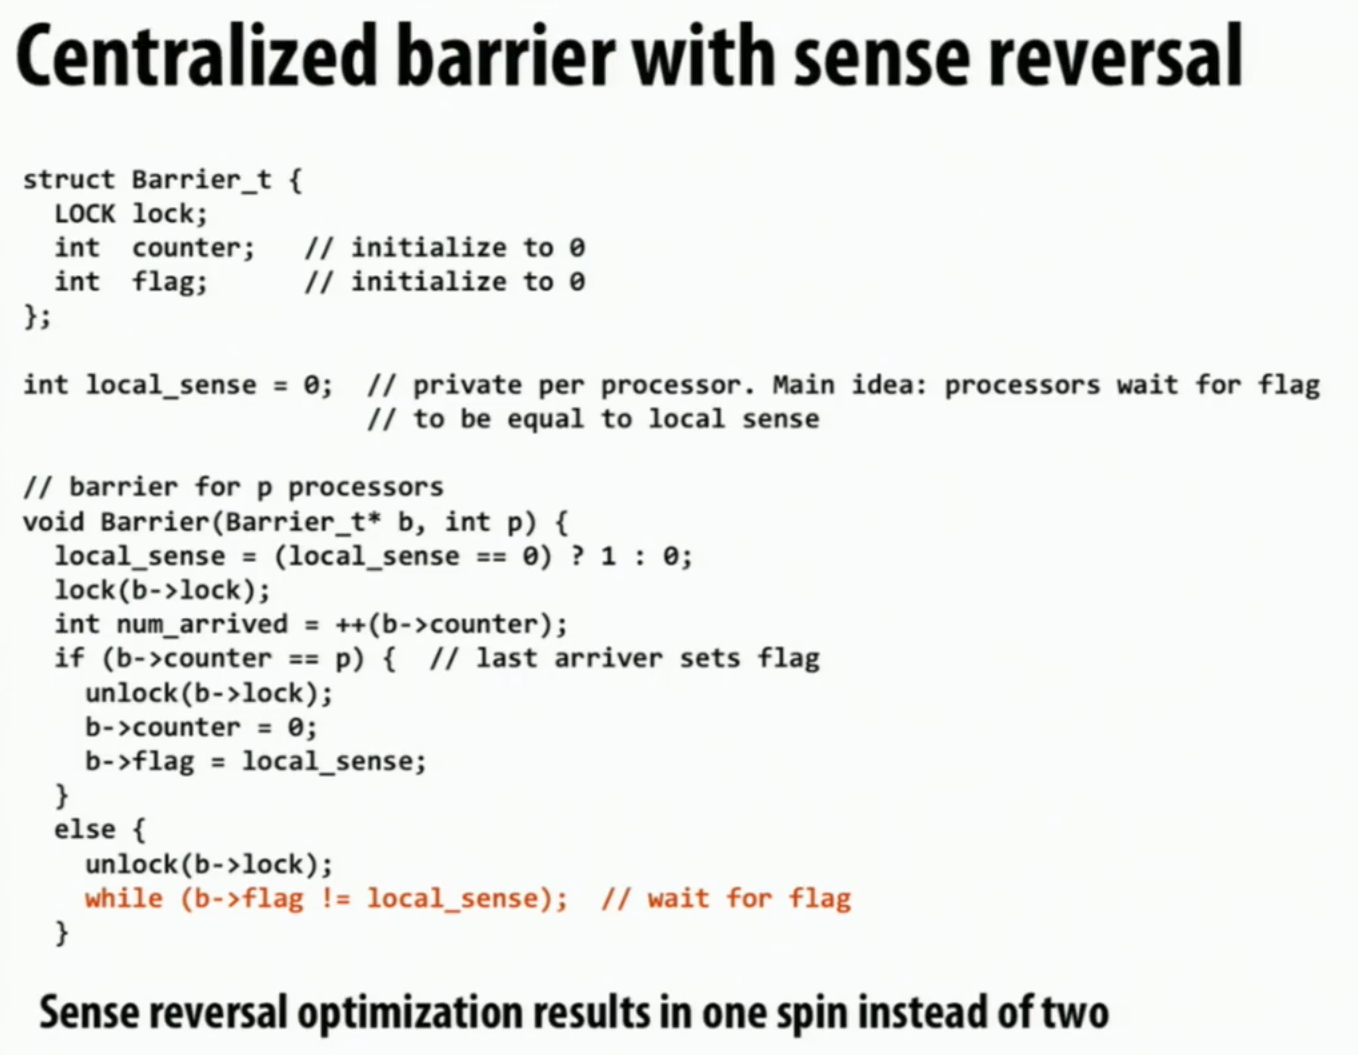 Centralized barrier with sense reversal
struct Barrier_t {
  LOCK lock;
  int  counter;   // initialize to 0
  int  flag;      // initialize to 0
};
int local_sense = 0;  // private per processor. Main idea: processors wait for flag
                      // to be equal to local sense
// barrier for p processors
void Barrier(Barrier_t* b, int p) {
  local_sense = (local_sense == 0) ? 1 : 0;
  lock(b->lock);
  int num_arrived = ++(b->counter);
  if (b->counter == p) {  // last arriver sets flag
    unlock(b->lock);
    b->counter = 0;
    b->flag = local_sense;
  }
  else {
    unlock(b->lock);
    while (b->flag != local_sense);  // wait for flag
  }
Sense reversal optimization results in one spin instead of two